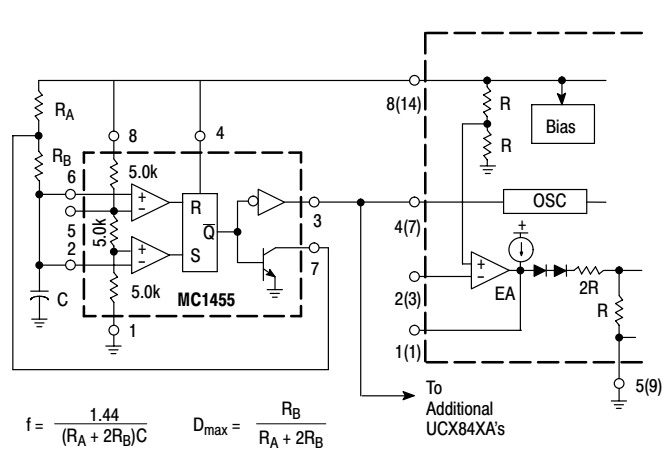 R_A
8
4
8(14)
R
Bias
R
R_B
6
5.0k
+
−
R
5
5.0k
Q̅
3
4(7)
OSC
2
+
−
S
7
+
C
5.0k
MC1455
2(3)
+
−
EA
2R
R
1
1(1)
5(9)
To
Additional
UCX84XA's
f = 1.44 / (R_A + 2R_B)C
D_max = R_B / R_A + 2R_B